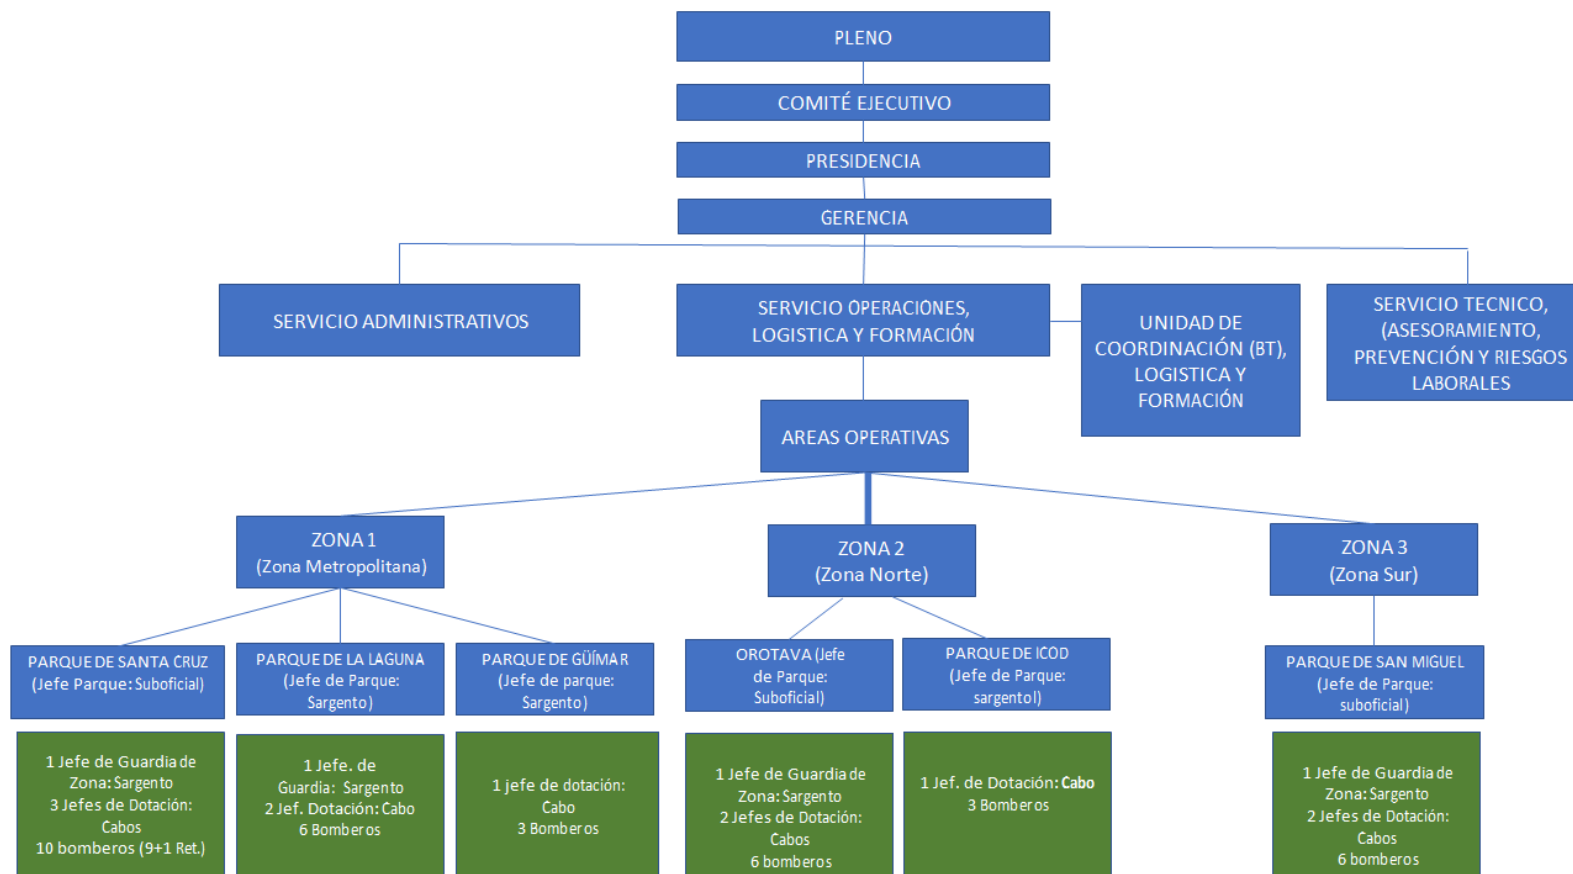 PLENO
COMITÉ EJECUTIVO
PRESIDENCIA
GERENCIA
SERVICIO ADMINISTRATIVOS
SERVICIO OPERACIONES,
LOGISTICA Y FORMACIÓN
UNIDAD DE
COORDINACIÓN (BT),
LOGISTICA Y
FORMACIÓN
SERVICIO TECNICO,
(ASESORAMIENTO,
PREVENCIÓN Y RIESGOS
LABORALES
AREAS OPERATIVAS
ZONA 1
(Zona Metropolitana)
ZONA 2
(Zona Norte)
ZONA 3
(Zona Sur)
PARQUE DE SANTA CRUZ
(Jefe Parque: Suboficial)
PARQUE DE LA LAGUNA
(Jefe de Parque:
Sargento)
PARQUE DE GÜÍMAR
(Jefe de parque:
Sargento)
OROTAVA (Jefe
de Parque:
Suboficial)
PARQUE DE ICOD
(Jefe de Parque:
sargentol)
PARQUE DE SAN MIGUEL
(Jefe de Parque:
suboficial)
1 Jefe de Guardia de
Zona: Sargento
3 Jefes de Dotación:
Cabos
10 bomberos (9+1 Ret.)
1 Jefe. de
Guardia: Sargento
2 Jef. Dotación: Cabo
6 Bomberos
1 jefe de dotación:
Cabo
3 Bomberos
1 Jefe de Guardia de
Zona: Sargento
2 Jefes de Dotación:
Cabos
6 bomberos
1 Jef. de Dotación: Cabo
3 Bomberos
1 Jefe de Guardia de
Zona: Sargento
2 Jefes de Dotación:
Cabos
6 bomberos